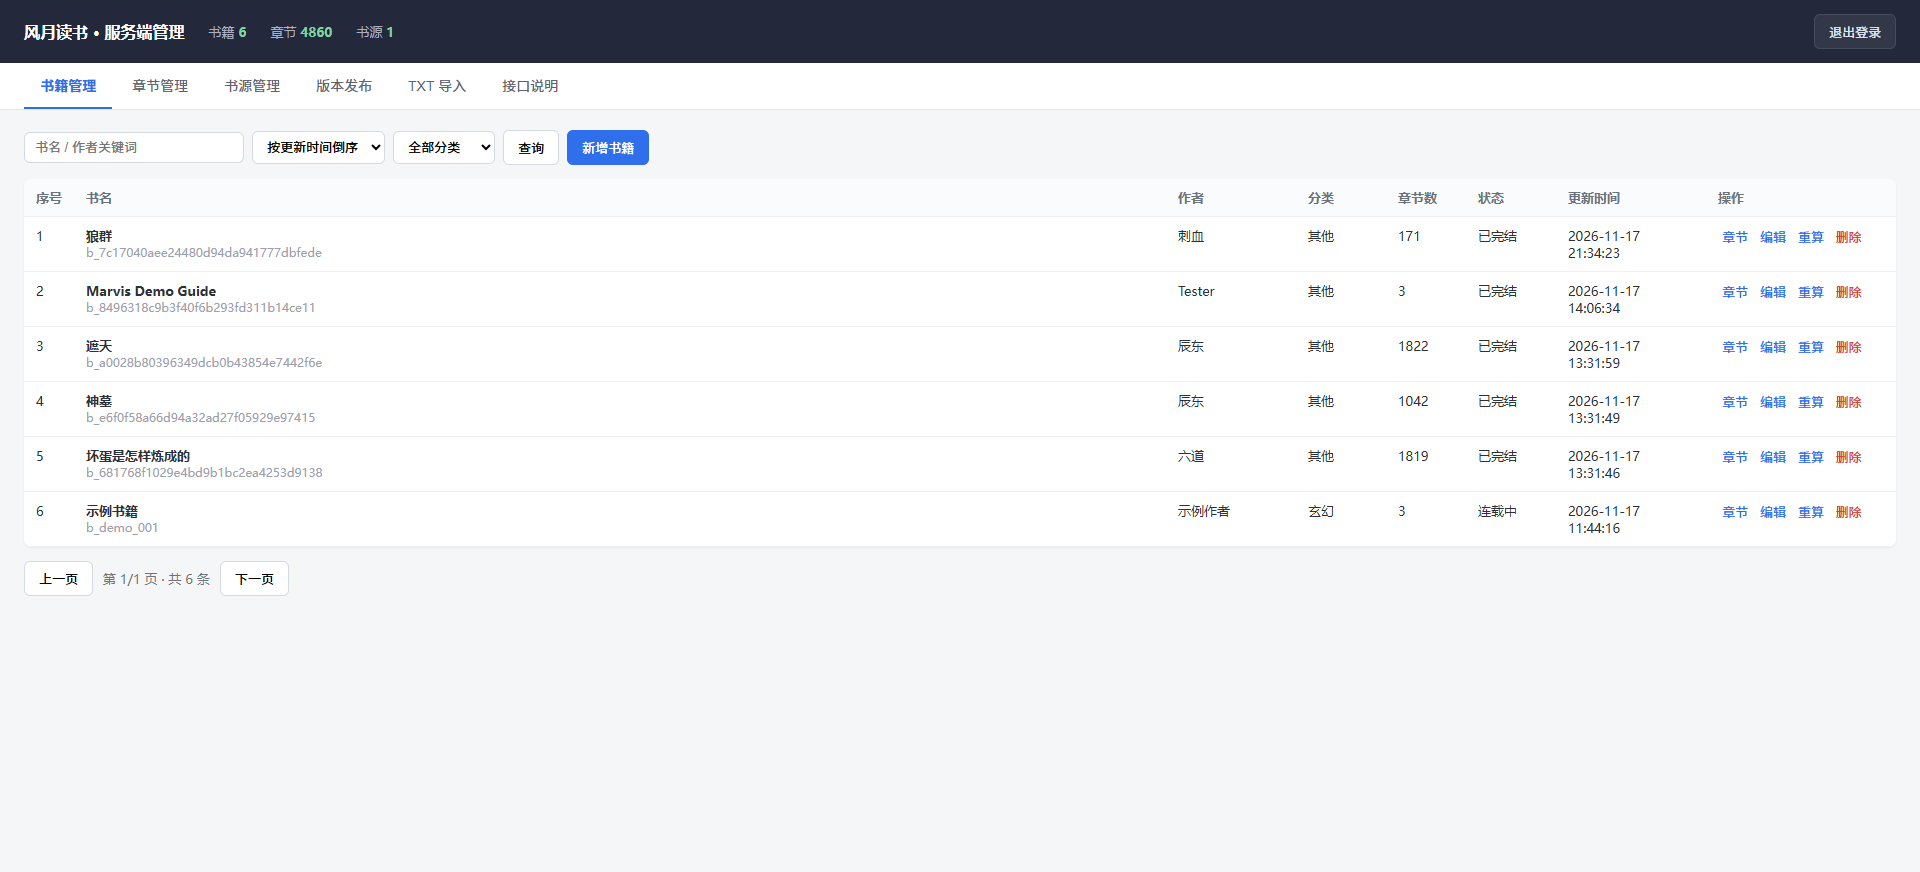 风月读书 • 服务端管理 书籍 6 章节 4860 书源 1 退出登录
书籍管理 章节管理 书源管理 版本发布 TXT 导入 接口说明
书名 / 作者关键词 按更新时间倒序 全部分类 查询 新增书籍
序号 书名 作者 分类 章节数 状态 更新时间 操作
1 狼群 刺血 其他 171 已完结 2026-11-17 章节 编辑 重算 删除
b_7c17040aee24480d94da941777dbfede 21:34:23
2 Marvis Demo Guide Tester 其他 3 已完结 2026-11-17 章节 编辑 重算 删除
b_8496318c9b3f40f6b293fd311b14ce11 14:06:34
3 遮天 辰东 其他 1822 已完结 2026-11-17 章节 编辑 重算 删除
b_a0028b80396349dcb0b43854e7442f6e 13:31:59
4 神墓 辰东 其他 1042 已完结 2026-11-17 章节 编辑 重算 删除
b_e6f0f58a66d94a32ad27f05929e97415 13:31:49
5 坏蛋是怎样炼成的 六道 其他 1819 已完结 2026-11-17 章节 编辑 重算 删除
b_681768f1029e4bd9b1bc2ea4253d9138 13:31:46
6 示例书籍 示例作者 玄幻 3 连载中 2026-11-17 章节 编辑 重算 删除
b_demo_001 11:44:16
上一页 第 1/1 页 · 共 6 条 下一页